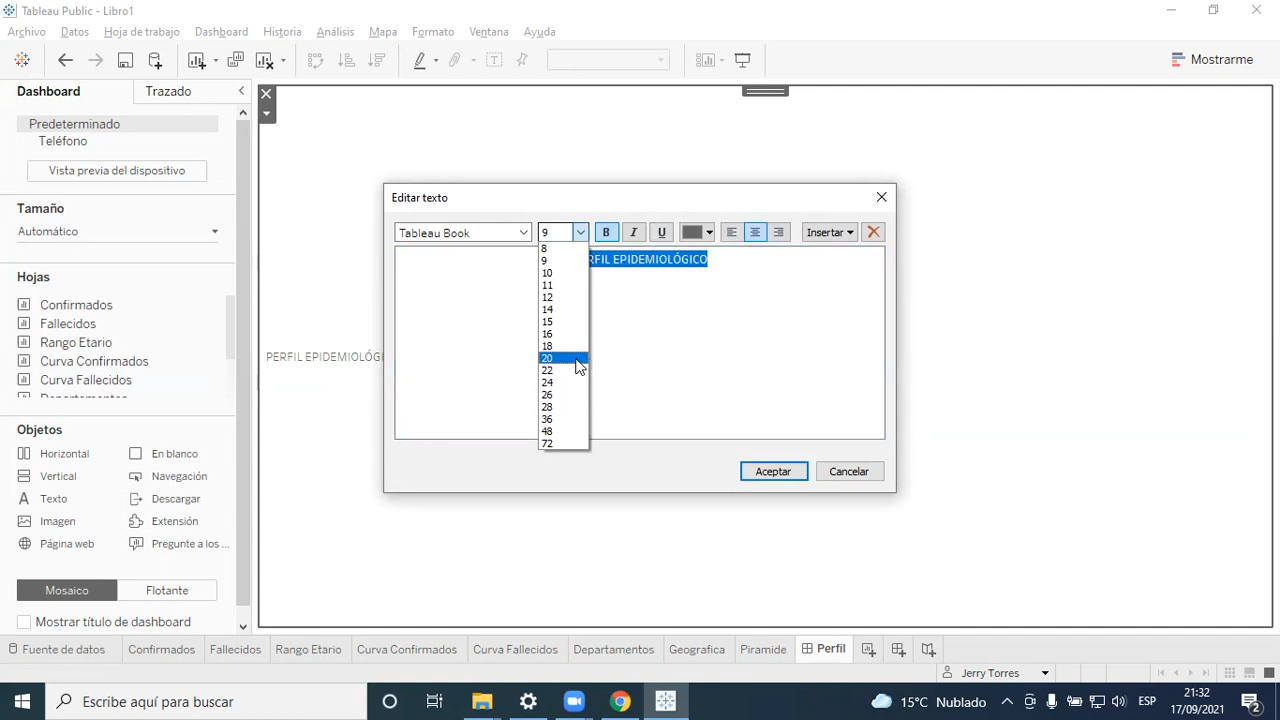 Tableau Public - Libro1
Archivo Datos Hoja de trabajo Dashboard Historia Análisis Mapa Formato Ventana Ayuda
Mostrarme
Dashboard Trazado
Predeterminado
Teléfono
Vista previa del dispositivo
Tamaño
Automático
Hojas
Confirmados
Fallecidos
Rango Etario
Curva Confirmados
Curva Fallecidos
Objetos
Horizontal En blanco
Vertical Navegación
Texto Descargar
Imagen Extensión
Página web Pregunte a los ...
Mosaico Flotante
Mostrar título de dashboard
PERFIL EPIDEMIOLÓG
Editar texto
Tableau Book 9 B I U Insertar
RFIL EPIDEMIOLÓGICO
8
9
10
11
12
14
15
16
18
20
22
24
26
28
36
48
72
Aceptar Cancelar
Fuente de datos Confirmados Fallecidos Rango Etario Curva Confirmados Curva Fallecidos Departamentos Geografica Piramide Perfil
Jerry Torres
Escribe aquí para buscar
15°C Nublado
ESP
21:32
17/09/2021
2